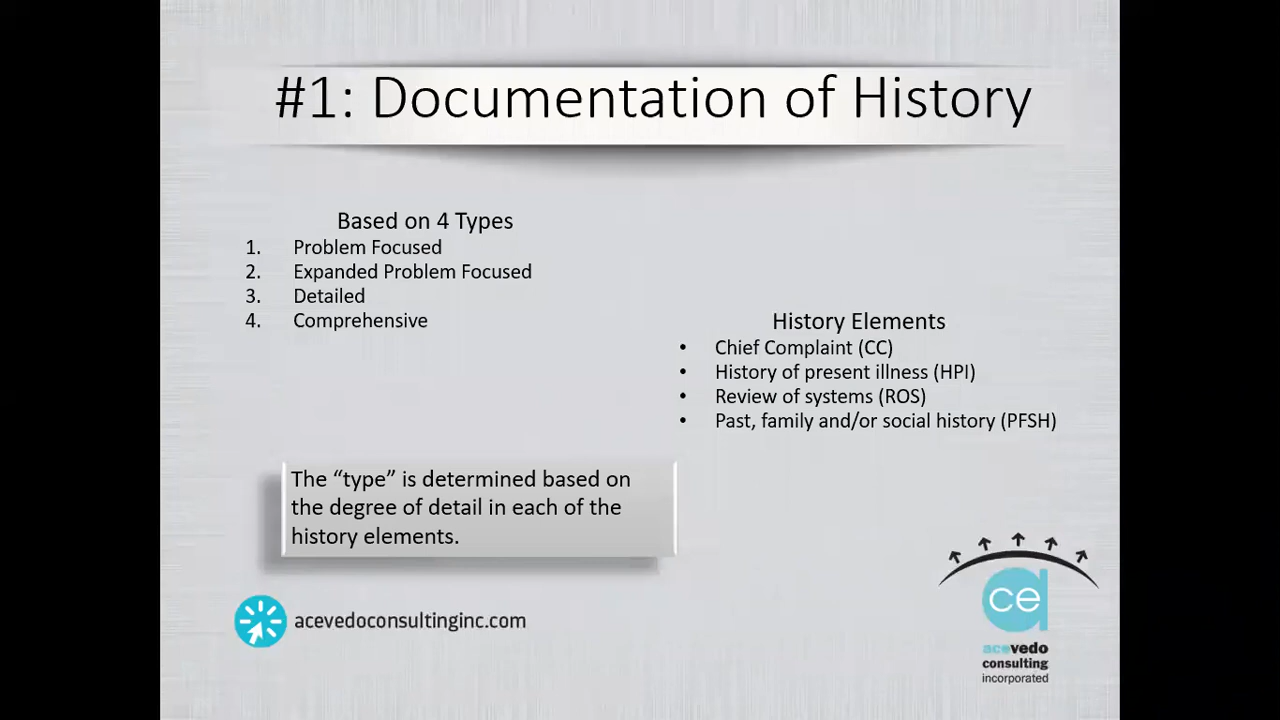 #1: Documentation of History
Based on 4 Types
1. Problem Focused
2. Expanded Problem Focused
3. Detailed
4. Comprehensive
History Elements
• Chief Complaint (CC)
• History of present illness (HPI)
• Review of systems (ROS)
• Past, family and/or social history (PFSH)
The “type” is determined based on
the degree of detail in each of the
history elements.
acevedoconsultinginc.com
ce
acevedo
consulting
incorporated